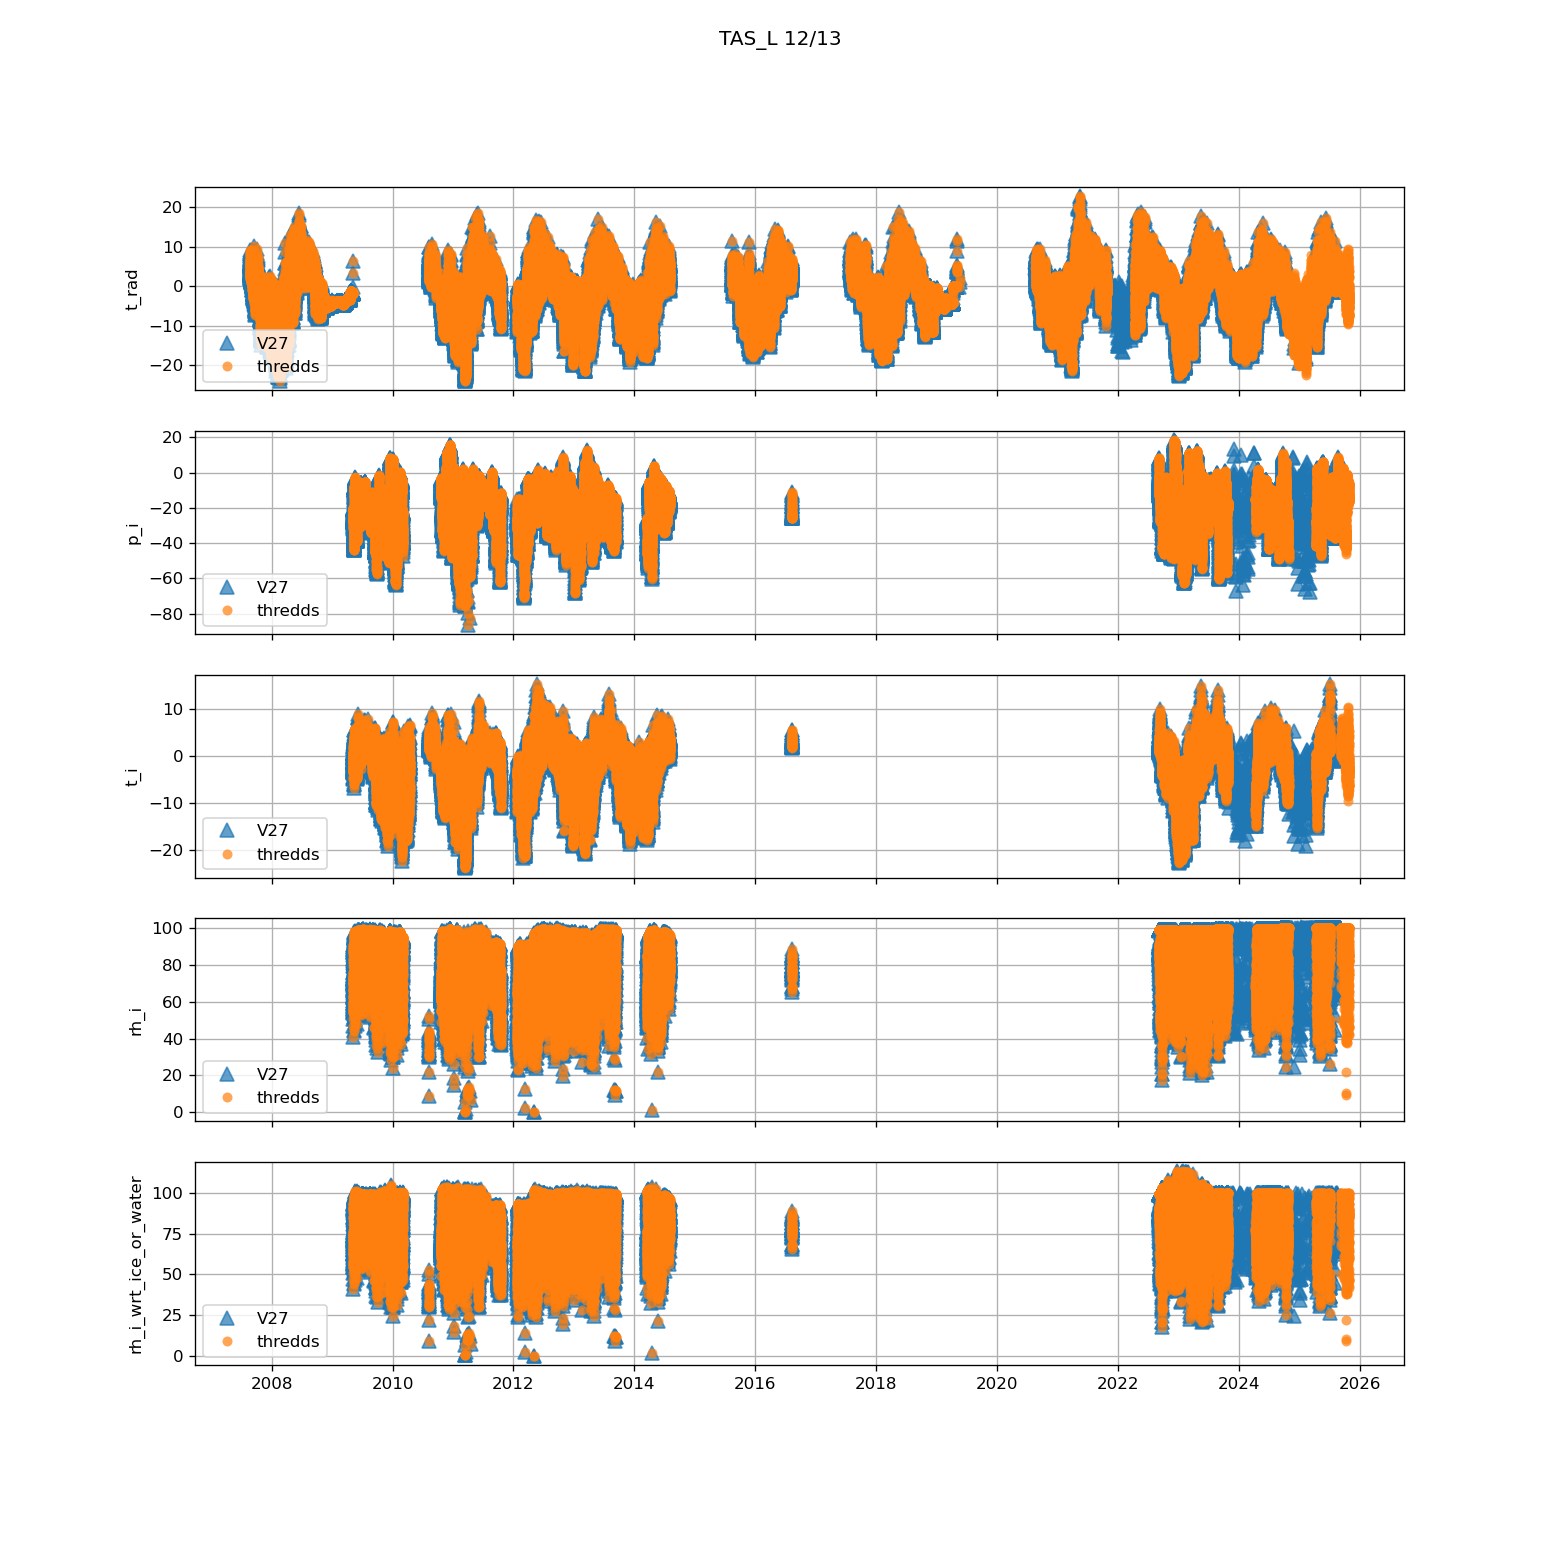 TAS_L 12/13
20
10
0
−10
−20
t_rad
V27
thredds
20
0
−20
−40
−60
−80
p_i
V27
thredds
10
0
−10
−20
t_i
V27
thredds
100
80
60
40
20
0
rh_i
V27
thredds
100
75
50
25
0
rh_i_wrt_ice_or_water
V27
thredds
2008 2010 2012 2014 2016 2018 2020 2022 2024 2026